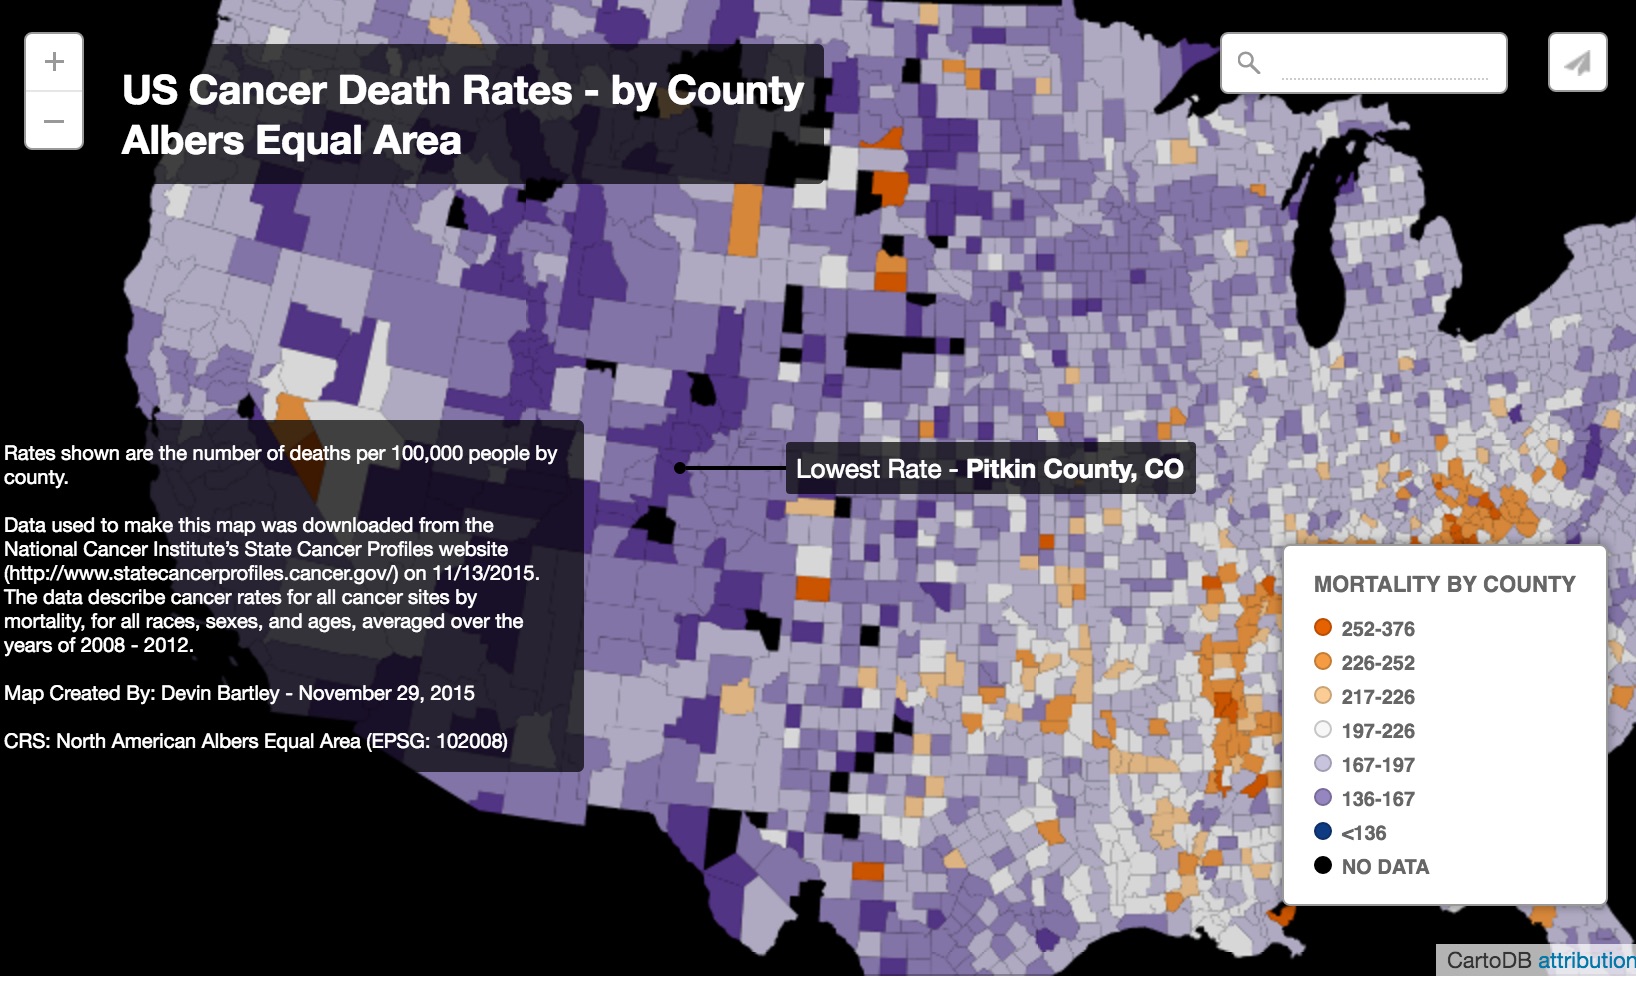 US Cancer Death Rates - by County
Albers Equal Area
Rates shown are the number of deaths per 100,000 people by
county.
Data used to make this map was downloaded from the
National Cancer Institute's State Cancer Profiles website
(http://www.statecancerprofiles.cancer.gov/) on 11/13/2015.
The data describe cancer rates for all cancer sites by
mortality, for all races, sexes, and ages, averaged over the
years of 2008 - 2012.
Map Created By: Devin Bartley - November 29, 2015
CRS: North American Albers Equal Area (EPSG: 102008)
Lowest Rate - Pitkin County, CO
MORTALITY BY COUNTY
252-376
226-252
217-226
197-226
167-197
136-167
<136
NO DATA
CartoDB attribution